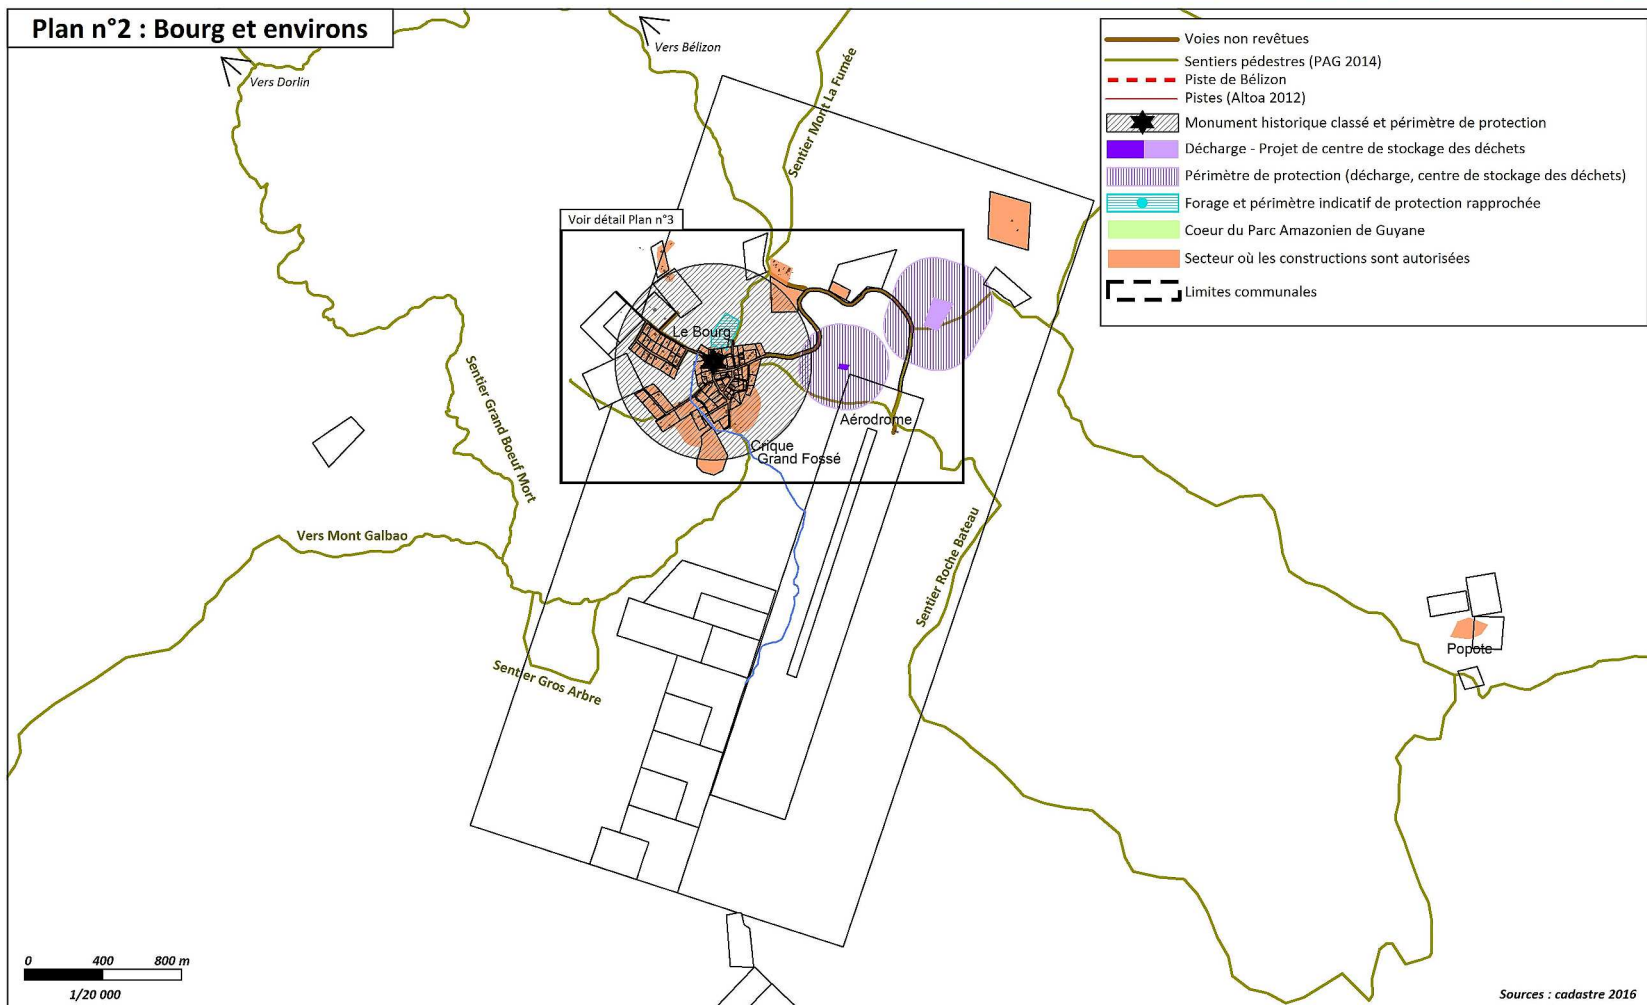 Plan n°2 : Bourg et environs
Vers Dorlin
Vers Bélizon
Sentier Mont La Fumée
Voies non revêtues
Sentiers pédestres (PAG 2014)
Piste de Bélizon
Pistes (Altoa 2012)
Monument historique classé et périmètre de protection
Décharge - Projet de centre de stockage des déchets
Périmètre de protection (décharge, centre de stockage des déchets)
Forage et périmètre indicatif de protection rapprochée
Coeur du Parc Amazonien de Guyane
Secteur où les constructions sont autorisées
Limites communales
Voir détail Plan n°3
Le Bourg
Aérodrome
Crique
Grand Fossé
Sentier Grand Boeuf Mort
Vers Mont Galbao
Sentier Roche Bateau
Sentier Gros Arbre
Popote
0 400 800 m
1/20 000
Sources : cadastre 2016